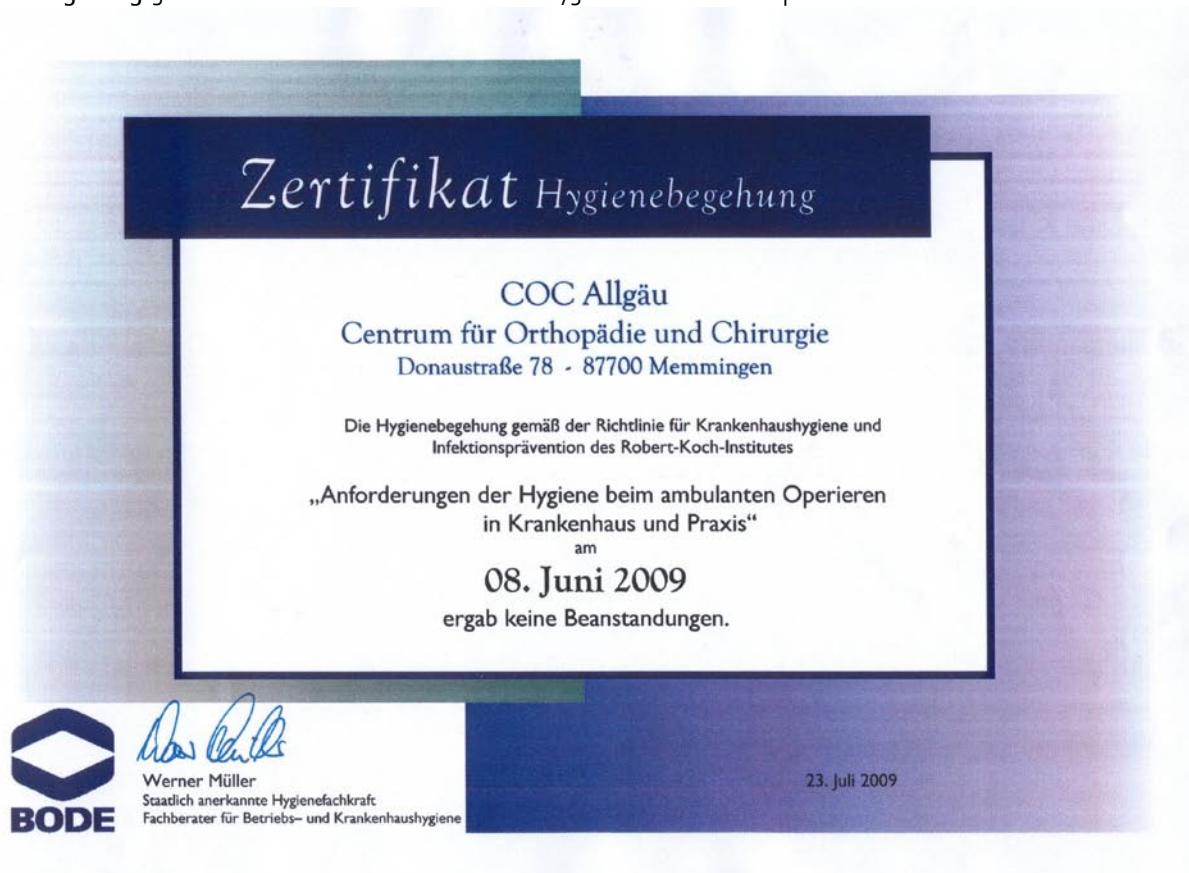 Zertifikat Hygienebegehung
COC Allgäu
Centrum für Orthopädie und Chirurgie
Donaustraße 78 - 87700 Memmingen
Die Hygienebegehung gemäß der Richtlinie für Krankenhaushygiene und
Infektionsprävention des Robert-Koch-Institutes
„Anforderungen der Hygiene beim ambulanten Operieren
in Krankenhaus und Praxis“
am
08. Juni 2009
ergab keine Beanstandungen.
Werner Müller
Staatlich anerkannte Hygienefachkraft
Fachberater für Betriebs- und Krankenhaushygiene
BODE
23. Juli 2009